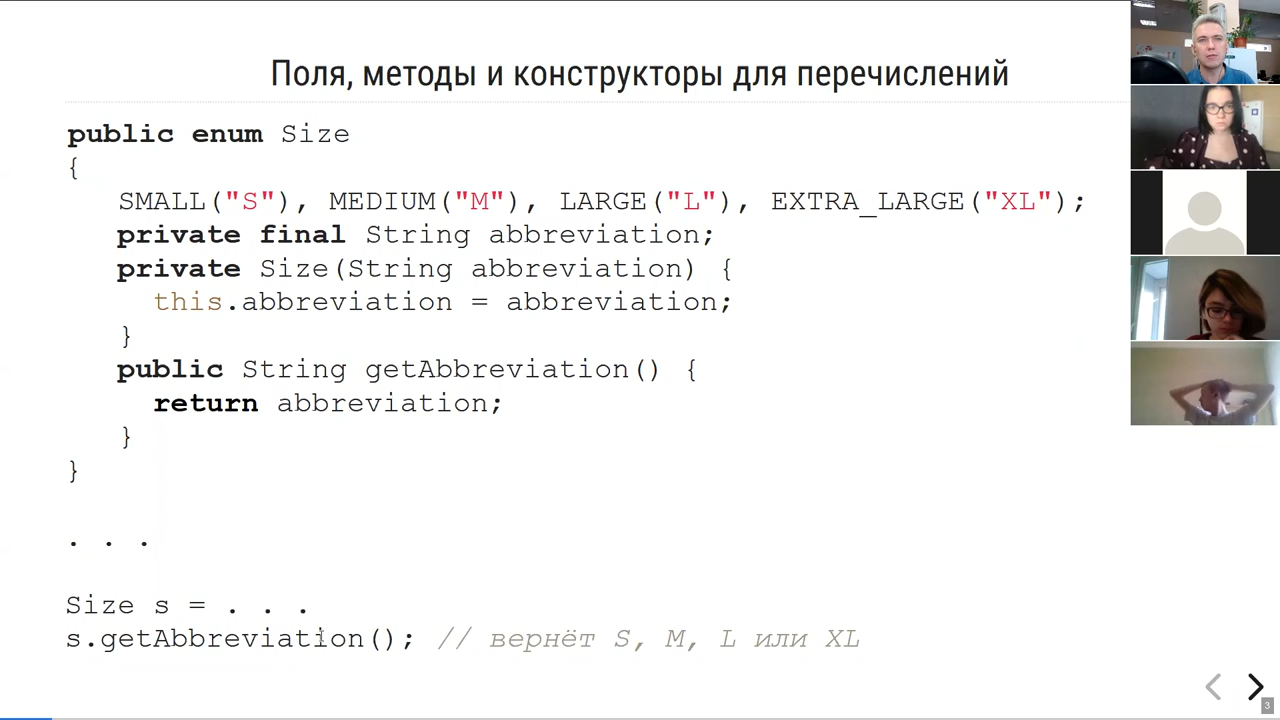 Поля, методы и конструкторы для перечислений
public enum Size
{
SMALL("S"), MEDIUM("M"), LARGE("L"), EXTRA_LARGE("XL");
private final String abbreviation;
private Size(String abbreviation) {
this.abbreviation = abbreviation;
}
public String getAbbreviation() {
return abbreviation;
}
}
. . .
Size s = . . .
s.getAbbreviation(); // вернёт S, M, L или XL
3